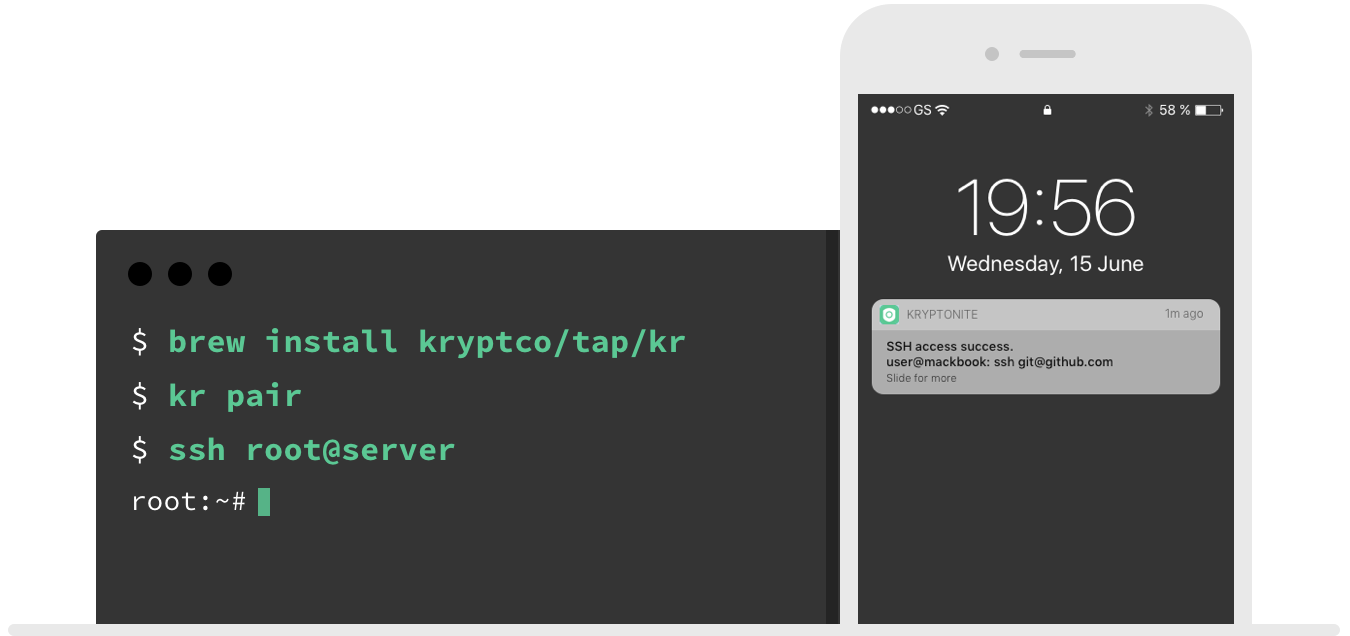 $ brew install kryptco/tap/kr
$ kr pair
$ ssh root@server
root:~#
GS 58 %
19:56
Wednesday, 15 June
KRYPTONITE 1m ago
SSH access success.
user@mackbook: ssh git@github.com
Slide for more